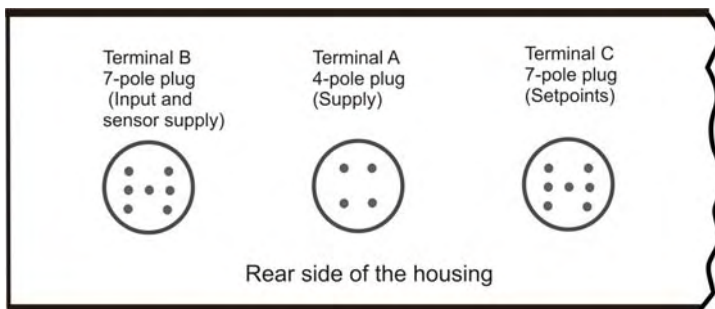 Terminal B
7-pole plug
(Input and
sensor supply)
Terminal A
4-pole plug
(Supply)
Terminal C
7-pole plug
(Setpoints)
Rear side of the housing